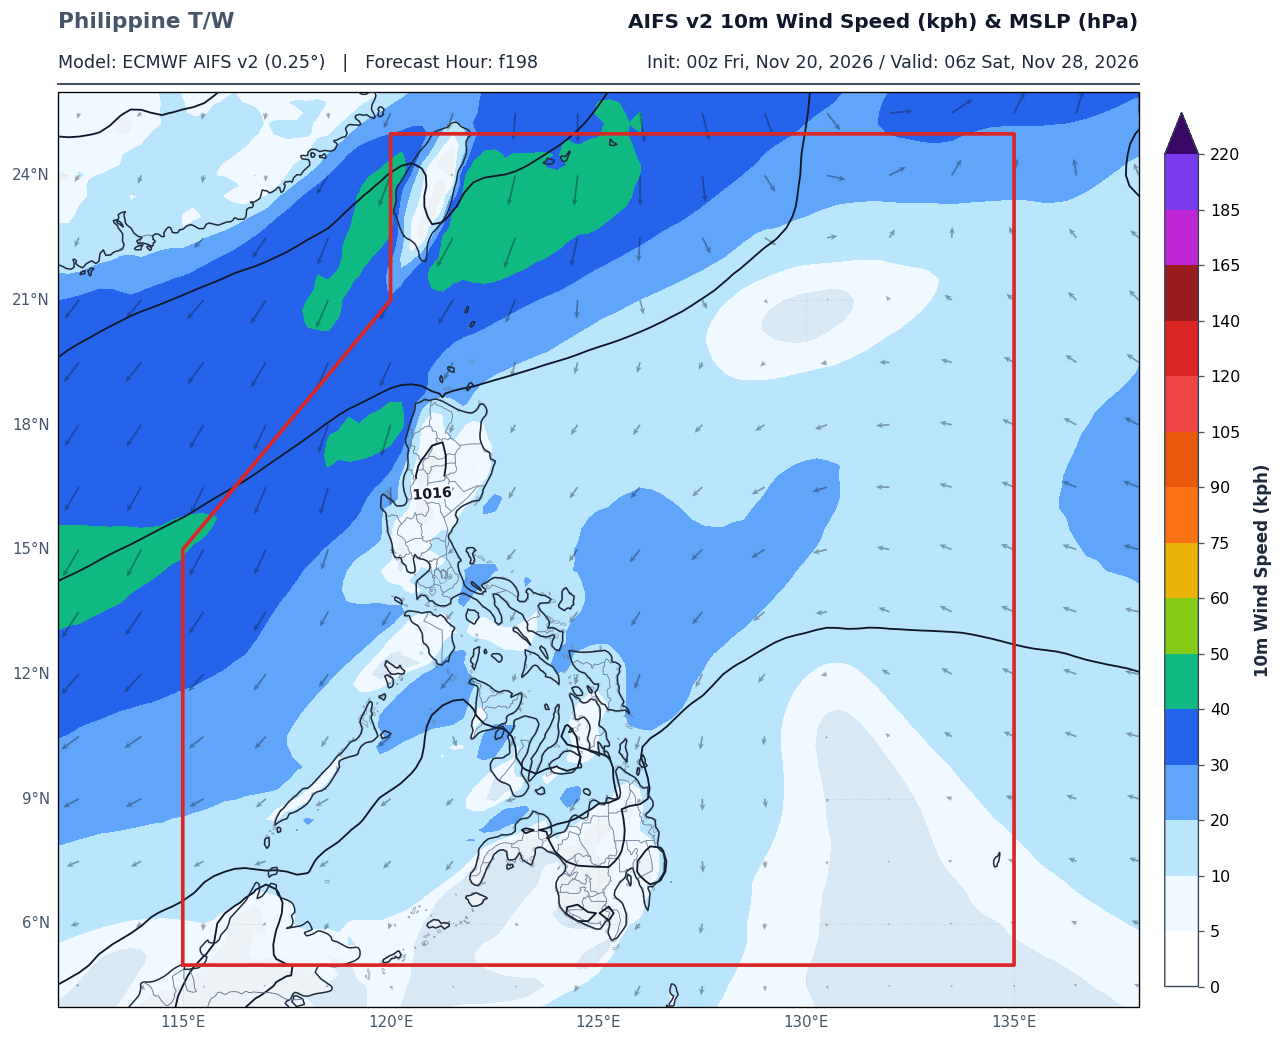 Philippine T/W
AIFS v2 10m Wind Speed (kph) & MSLP (hPa)
Model: ECMWF AIFS v2 (0.25°) | Forecast Hour: f198
Init: 00z Fri, Nov 20, 2026 / Valid: 06z Sat, Nov 28, 2026
24°N
21°N
18°N
15°N
12°N
9°N
6°N
1016
115°E
120°E
125°E
130°E
135°E
220
185
165
140
120
105
90
75
60
50
40
30
20
10
5
0
10m Wind Speed (kph)